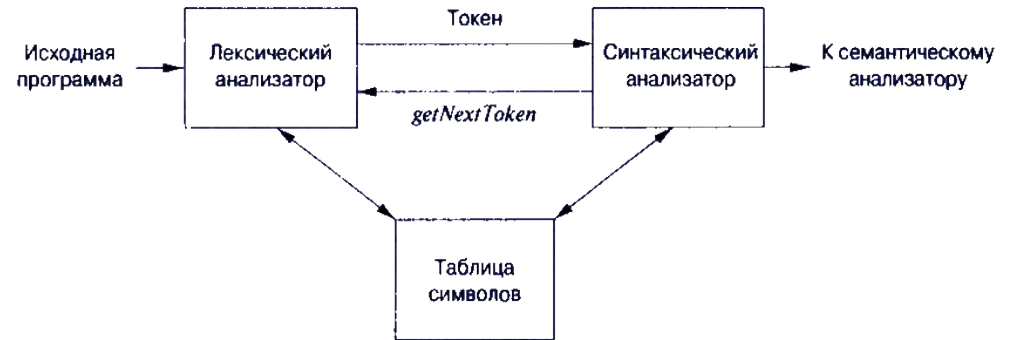 Токен
Исходная
программа
Лексический
анализатор
Синтаксический
анализатор
К семантическому
анализатору
getNextToken
Таблица
символов